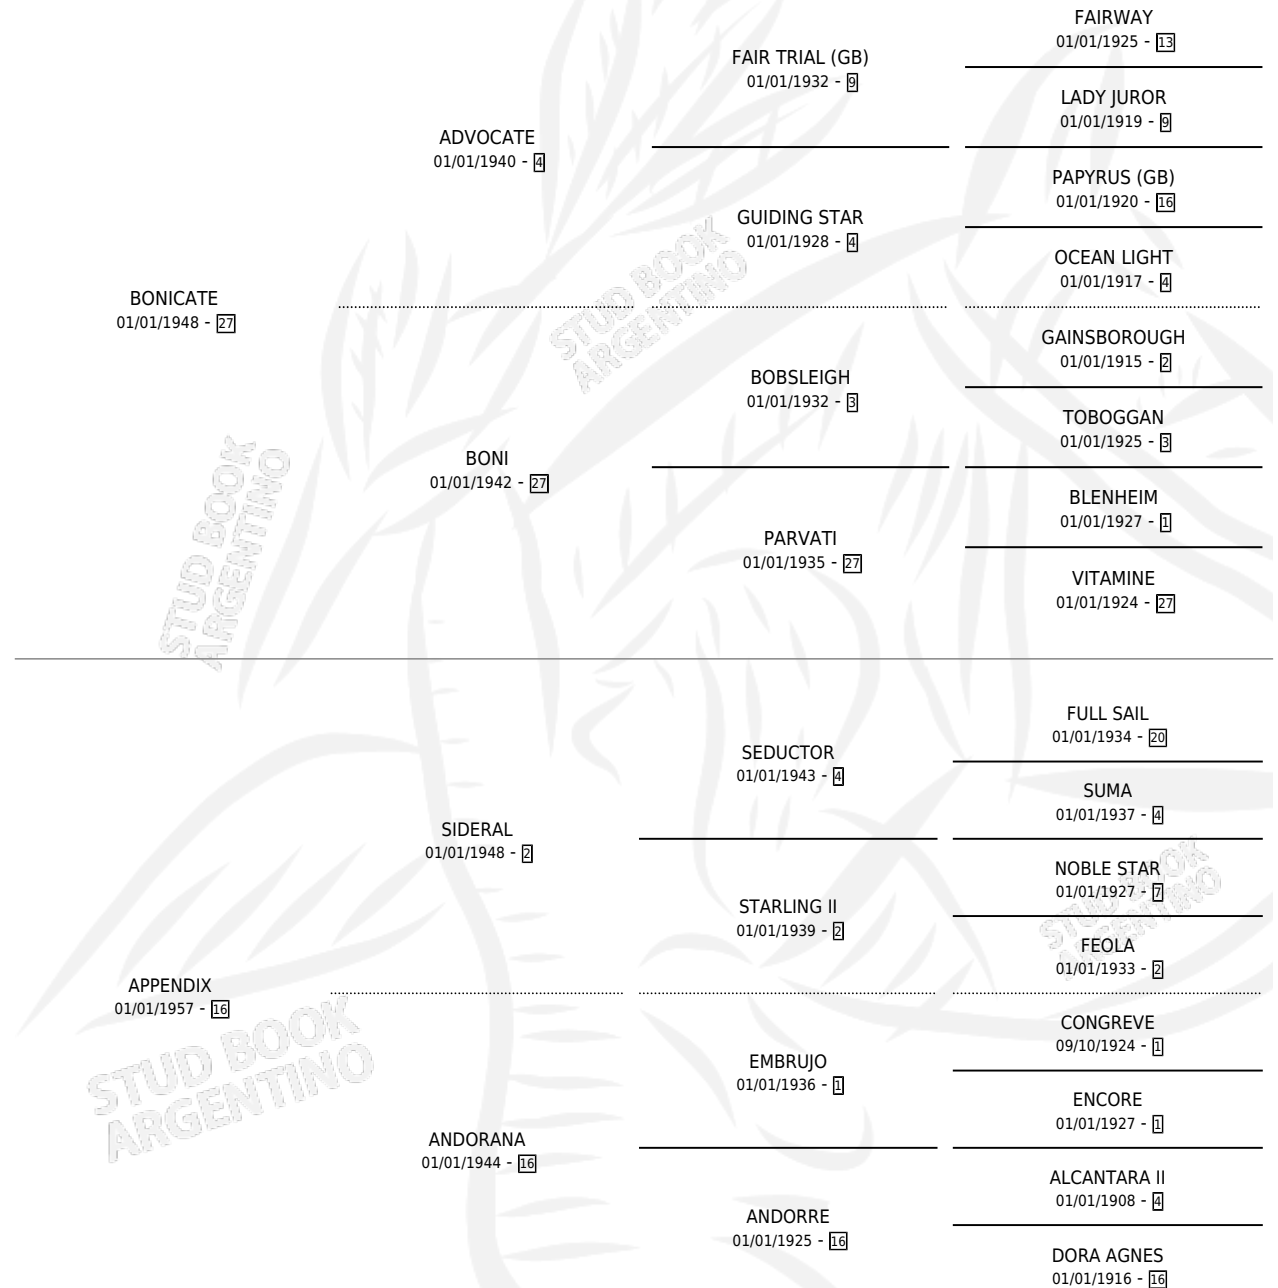 FAIRWAY
01/01/1925 - 13
FAIR TRIAL (GB)
01/01/1932 - 9
LADY JUROR
01/01/1919 - 9
ADVOCATE
01/01/1940 - 4
PAPYRUS (GB)
01/01/1920 - 16
GUIDING STAR
01/01/1928 - 4
OCEAN LIGHT
01/01/1917 - 4
BONICATE
01/01/1948 - 27
STUD BOOK
ARGENTINO
GAINSBOROUGH
01/01/1915 - 2
BOBSLEIGH
01/01/1932 - 3
TOBOGGAN
01/01/1925 - 3
BONI
01/01/1942 - 27
BLENHEIM
01/01/1927 - 1
PARVATI
01/01/1935 - 27
VITAMINE
01/01/1924 - 27
STUD BOOK
ARGENTINO
FULL SAIL
01/01/1934 - 20
SEDUCTOR
01/01/1943 - 4
SUMA
01/01/1937 - 4
SIDERAL
01/01/1948 - 2
NOBLE STAR
01/01/1927 - 7
STARLING II
01/01/1939 - 2
STUD BOOK
ARGENTINO
FEOLA
01/01/1933 - 2
APPENDIX
01/01/1957 - 16
STUD BOOK
ARGENTINO
CONGREVE
09/10/1924 - 1
EMBRUJO
01/01/1936 - 1
ENCORE
01/01/1927 - 1
ANDORANA
01/01/1944 - 16
ALCANTARA II
01/01/1908 - 4
ANDORRE
01/01/1925 - 16
DORA AGNES
01/01/1916 - 16